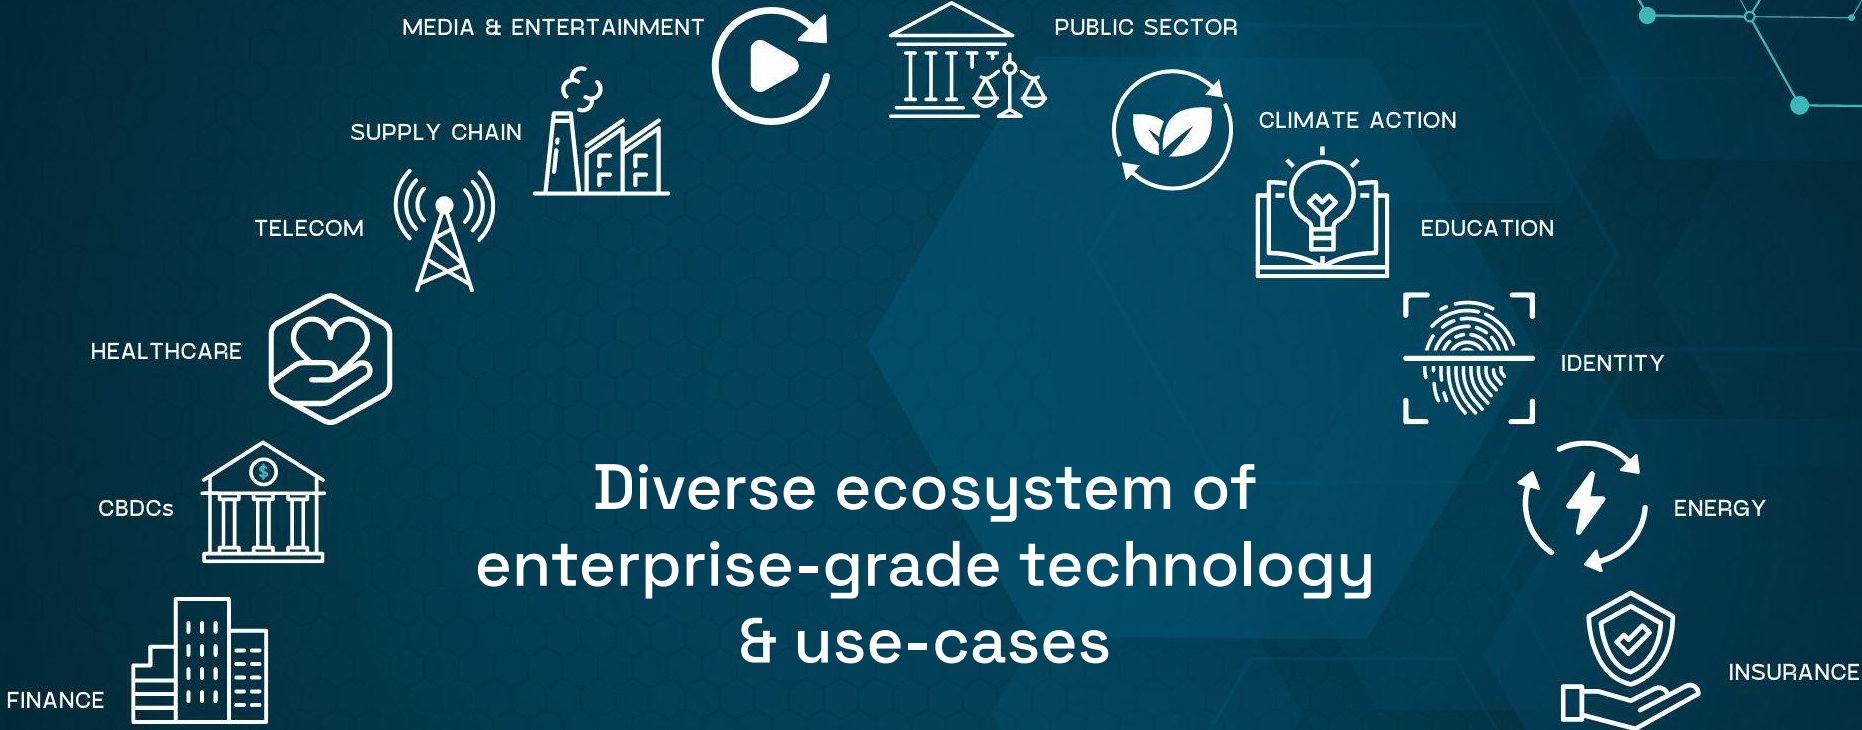 MEDIA & ENTERTAINMENT
PUBLIC SECTOR
SUPPLY CHAIN
CLIMATE ACTION
TELECOM
EDUCATION
HEALTHCARE
IDENTITY
$
CBDCs
ENERGY
Diverse ecosystem of
enterprise-grade technology
& use-cases
FINANCE
INSURANCE